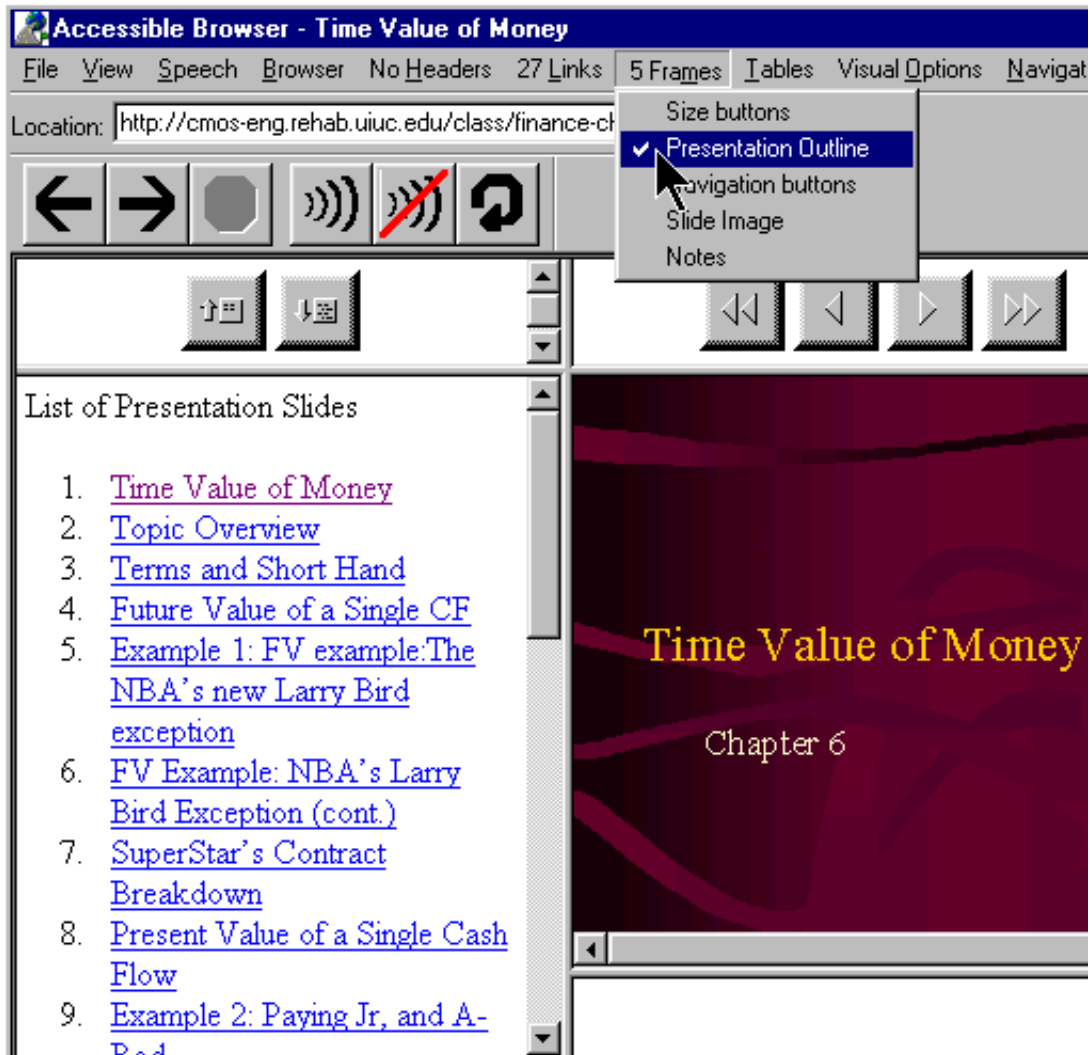 Accessible Browser - Time Value of Money
File View Speech Browser No Headers 27 Links 5 Frames Tables Visual Options Navigat
Location: http://cmos-eng.rehab.uiuc.edu/class/finance-ch
Size buttons
Presentation Outline
Navigation buttons
Slide Image
Notes
List of Presentation Slides
1. Time Value of Money
2. Topic Overview
3. Terms and Short Hand
4. Future Value of a Single CF
5. Example 1: FV example:The
NBA's new Larry Bird
exception
6. FV Example: NBA's Larry
Bird Exception (cont.)
7. SuperStar's Contract
Breakdown
8. Present Value of a Single Cash
Flow
9. Example 2: Paying Jr, and A-
Time Value of Money
Chapter 6